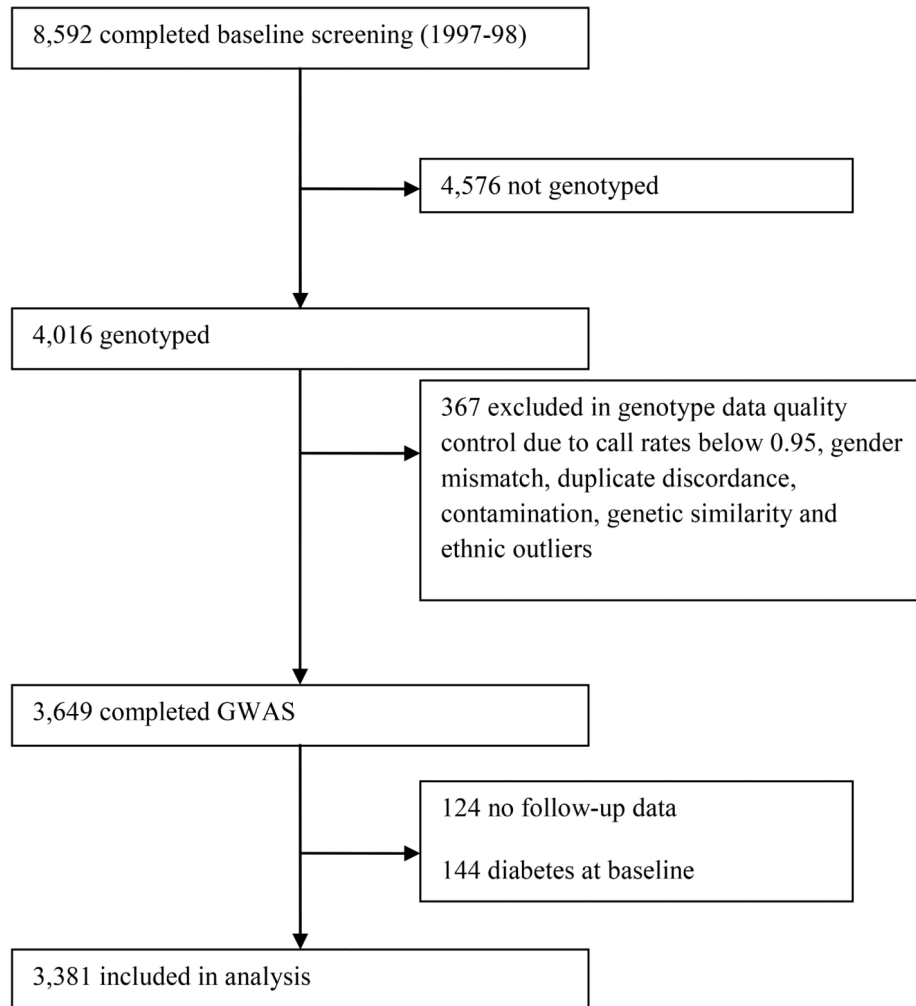 8,592 completed baseline screening (1997-98)
4,576 not genotyped
4,016 genotyped
367 excluded in genotype data quality
control due to call rates below 0.95, gender
mismatch, duplicate discordance,
contamination, genetic similarity and
ethnic outliers
3,649 completed GWAS
124 no follow-up data
144 diabetes at baseline
3,381 included in analysis